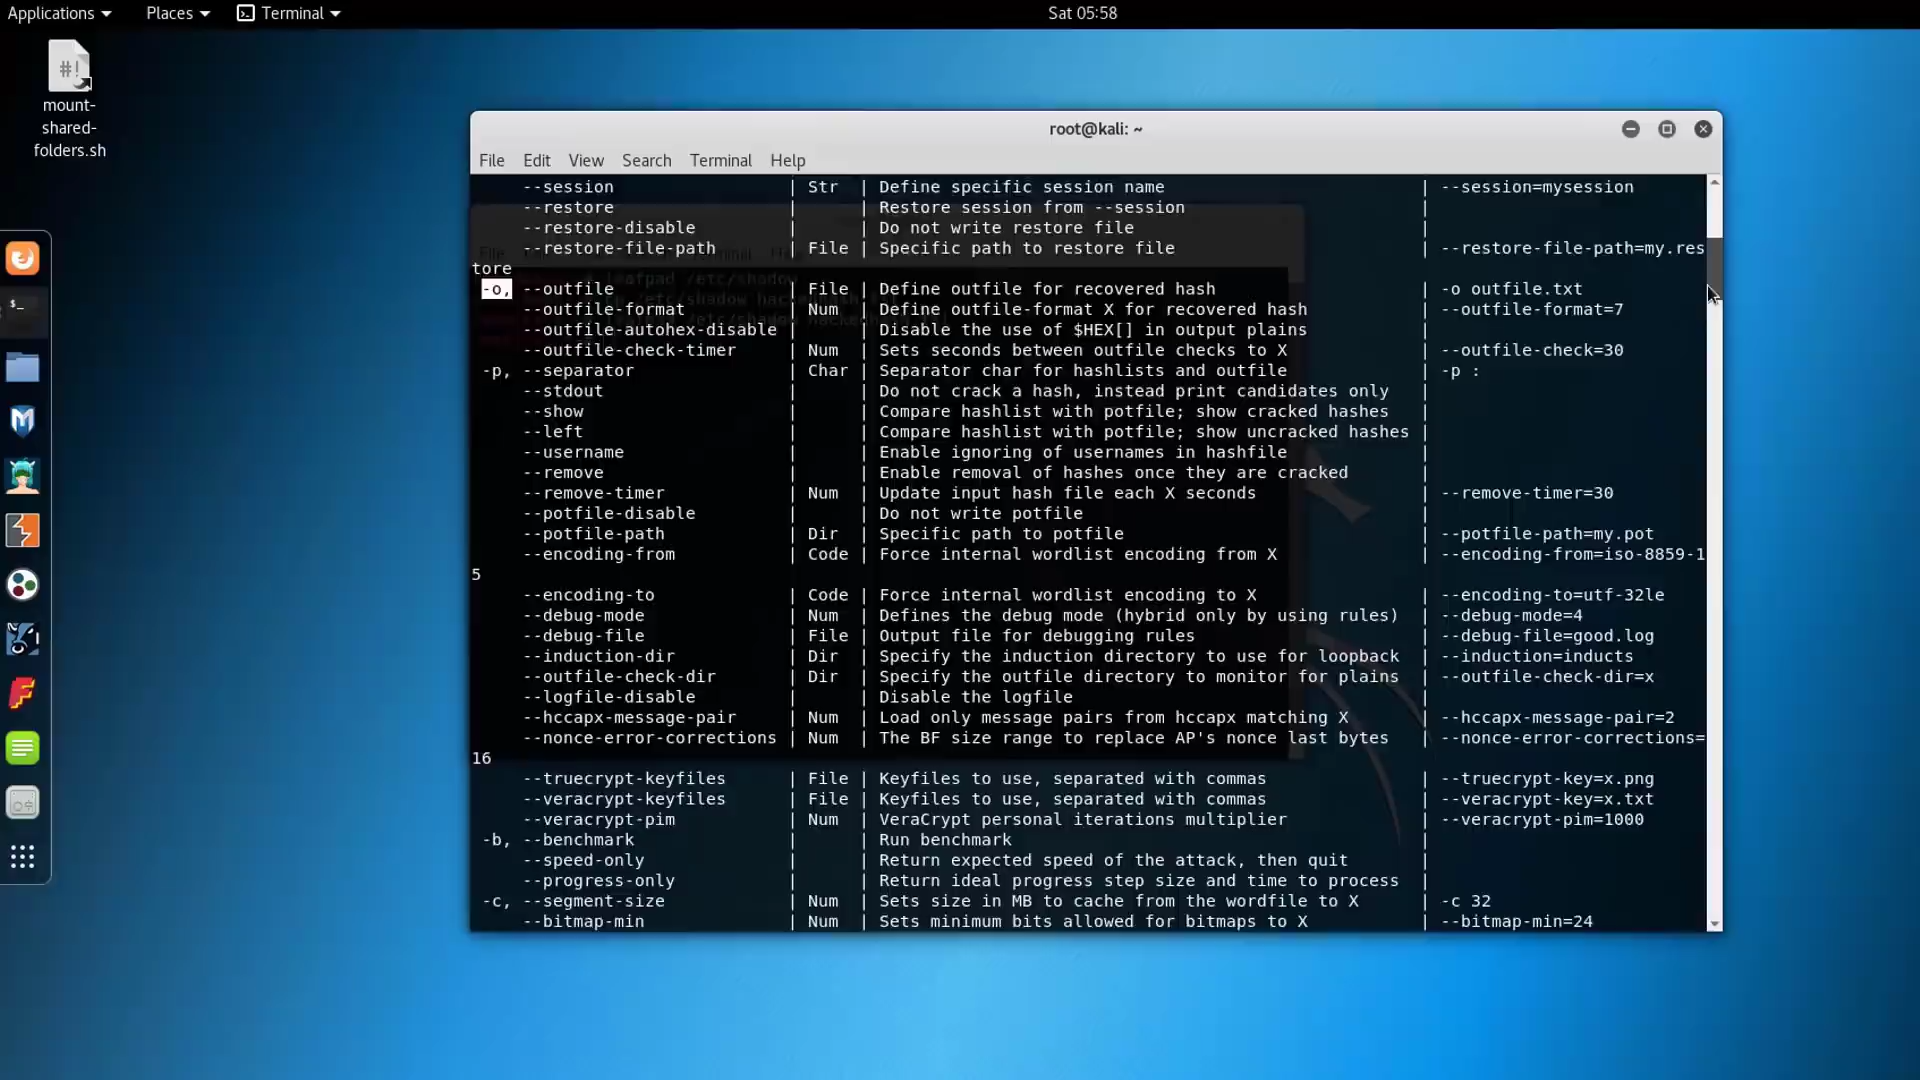 Applications Places Terminal Sat 05:58
mount-
shared-
folders.sh
root@kali: ~
File Edit View Search Terminal Help
--session | Str | Define specific session name | --session=mysession
--restore | | Restore session from --session |
--restore-disable | | Do not write restore file |
--restore-file-path | File | Specific path to restore file | --restore-file-path=my.res
tore
-o, --outfile | File | Define outfile for recovered hash | -o outfile.txt
--outfile-format | Num | Define outfile-format X for recovered hash | --outfile-format=7
--outfile-autohex-disable | | Disable the use of $HEX[] in output plains |
--outfile-check-timer | Num | Sets seconds between outfile checks to X | --outfile-check=30
-p, --separator | Char | Separator char for hashlists and outfile | -p :
--stdout | | Do not crack a hash, instead print candidates only |
--show | | Compare hashlist with potfile; show cracked hashes |
--left | | Compare hashlist with potfile; show uncracked hashes |
--username | | Enable ignoring of usernames in hashfile |
--remove | | Enable removal of hashes once they are cracked |
--remove-timer | Num | Update input hash file each X seconds | --remove-timer=30
--potfile-disable | | Do not write potfile |
--potfile-path | Dir | Specific path to potfile | --potfile-path=my.pot
--encoding-from | Code | Force internal wordlist encoding from X | --encoding-from=iso-8859-1
5
--encoding-to | Code | Force internal wordlist encoding to X | --encoding-to=utf-32le
--debug-mode | Num | Defines the debug mode (hybrid only by using rules) | --debug-mode=4
--debug-file | File | Output file for debugging rules | --debug-file=good.log
--induction-dir | Dir | Specify the induction directory to use for loopback | --induction=inducts
--outfile-check-dir | Dir | Specify the outfile directory to monitor for plains | --outfile-check-dir=x
--logfile-disable | | Disable the logfile |
--hccapx-message-pair | Num | Load only message pairs from hccapx matching X | --hccapx-message-pair=2
--nonce-error-corrections | Num | The BF size range to replace AP's nonce last bytes | --nonce-error-corrections=
16
--truecrypt-keyfiles | File | Keyfiles to use, separated with commas | --truecrypt-key=x.png
--veracrypt-keyfiles | File | Keyfiles to use, separated with commas | --veracrypt-key=x.txt
--veracrypt-pim | Num | VeraCrypt personal iterations multiplier | --veracrypt-pim=1000
-b, --benchmark | | Run benchmark |
--speed-only | | Return expected speed of the attack, then quit |
--progress-only | | Return ideal progress step size and time to process |
-c, --segment-size | Num | Sets size in MB to cache from the wordfile to X | -c 32
--bitmap-min | Num | Sets minimum bits allowed for bitmaps to X | --bitmap-min=24